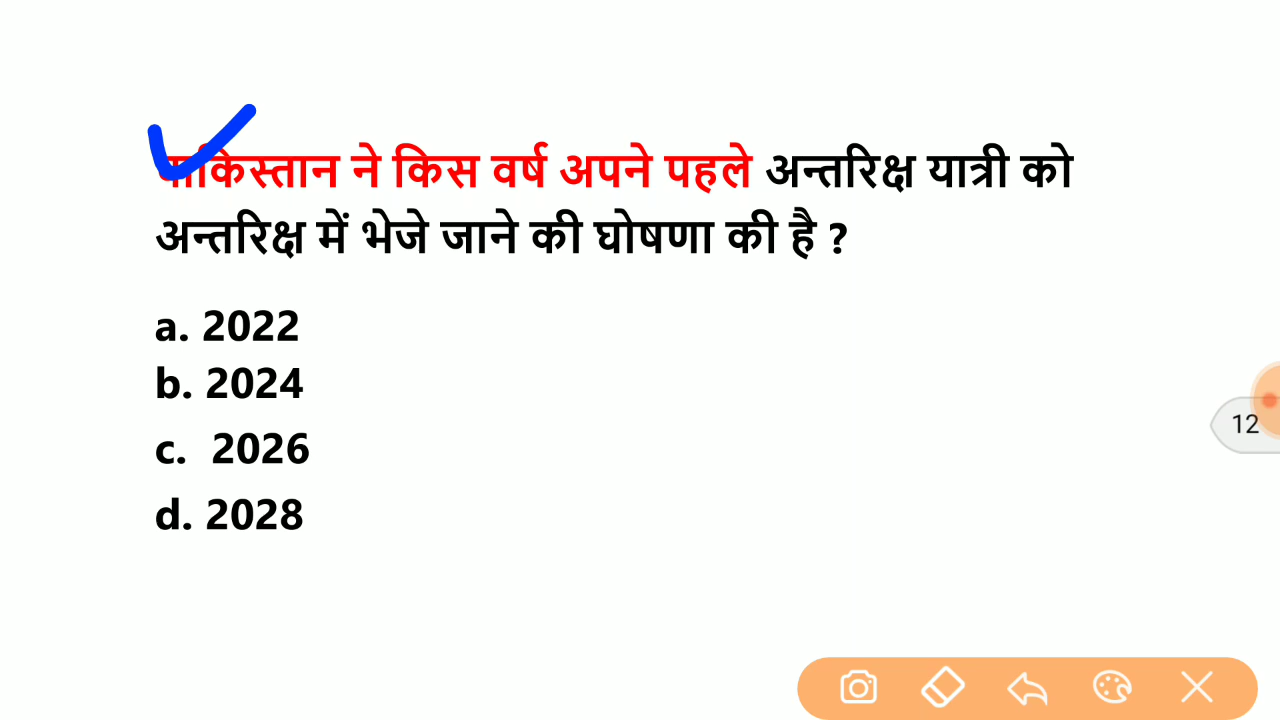 पाकिस्तान ने किस वर्ष अपने पहले अन्तरिक्ष यात्री को
अन्तरिक्ष में भेजे जाने की घोषणा की है ?
a. 2022
b. 2024
c. 2026
d. 2028
12